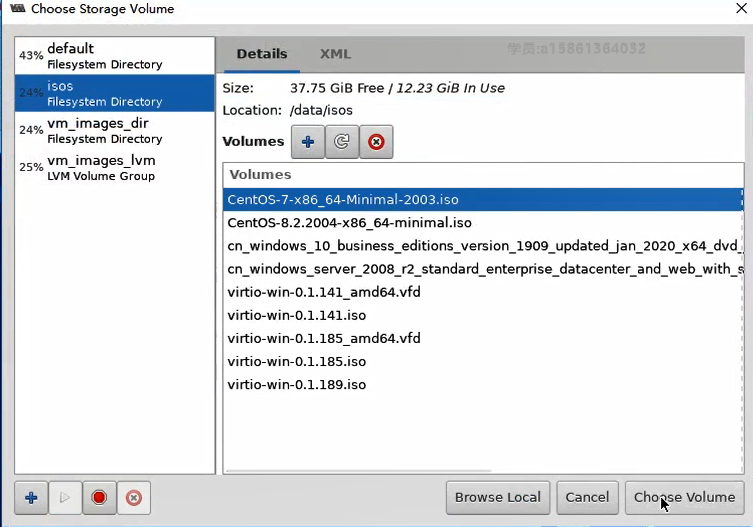 Choose Storage Volume
43% default
Filesystem Directory
24% isos
Filesystem Directory
24% vm_images_dir
Filesystem Directory
25% vm_images_lvm
LVM Volume Group
Details XML
学员:a15861364032
Size: 37.75 GiB Free / 12.23 GiB In Use
Location: /data/isos
Volumes
Volumes
CentOS-7-x86_64-Minimal-2003.iso
CentOS-8.2.2004-x86_64-minimal.iso
cn_windows_10_business_editions_version_1909_updated_jan_2020_x64_dvd_
cn_windows_server_2008_r2_standard_enterprise_datacenter_and_web_with_s
virtio-win-0.1.141_amd64.vfd
virtio-win-0.1.141.iso
virtio-win-0.1.185_amd64.vfd
virtio-win-0.1.185.iso
virtio-win-0.1.189.iso
Browse Local Cancel Choose Volume